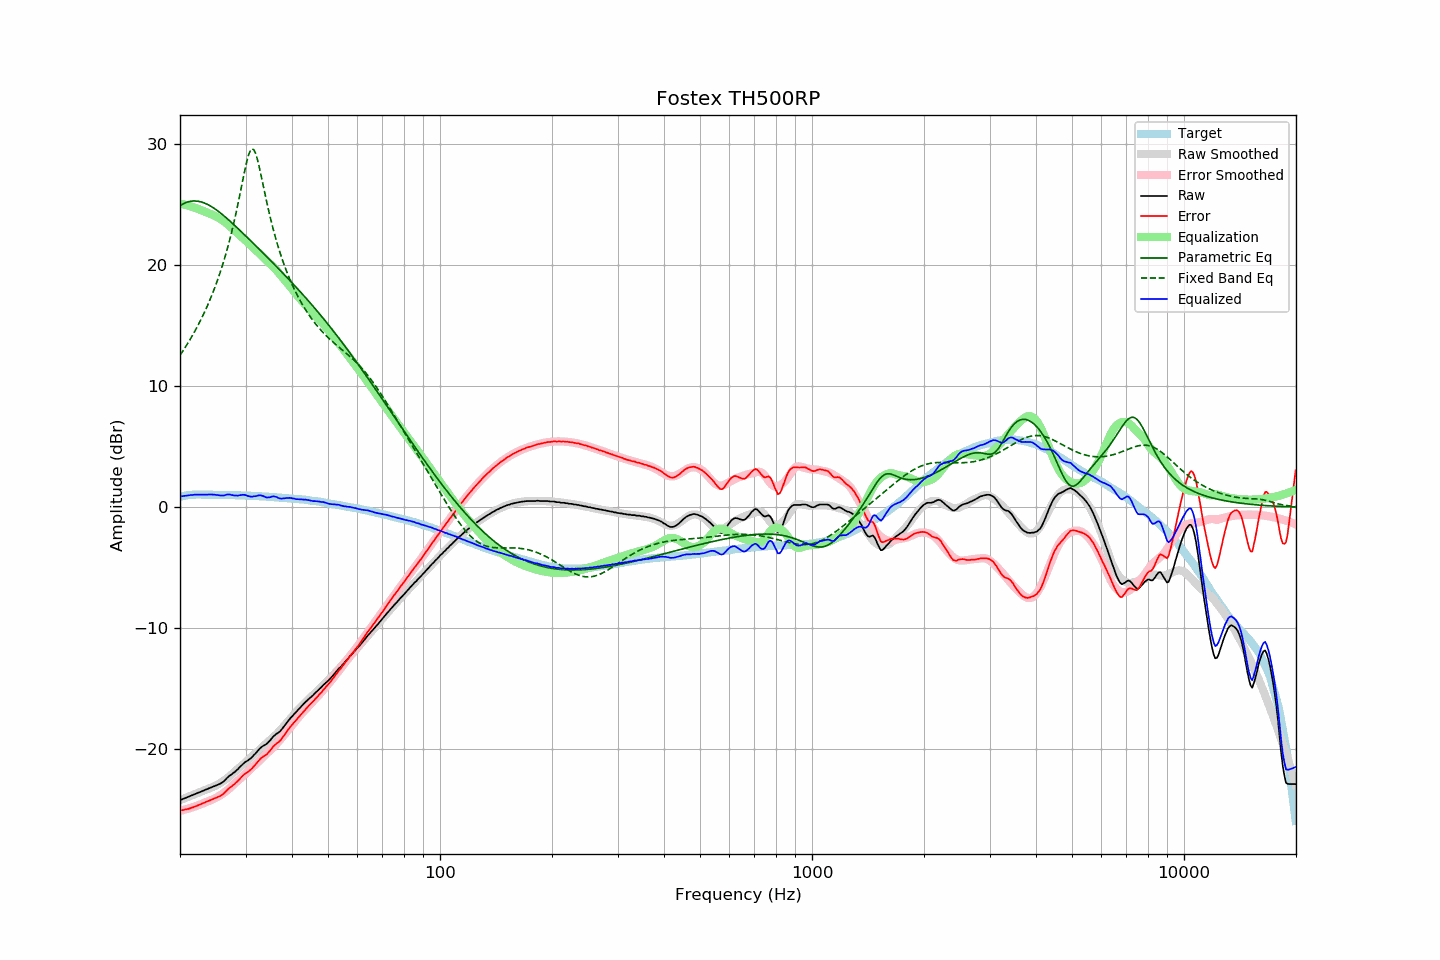 Fostex TH500RP
30
20
10
0
−10
−20
Amplitude (dBr)
Target
Raw Smoothed
Error Smoothed
Raw
Error
Equalization
Parametric Eq
Fixed Band Eq
Equalized
100
1000
10000
Frequency (Hz)